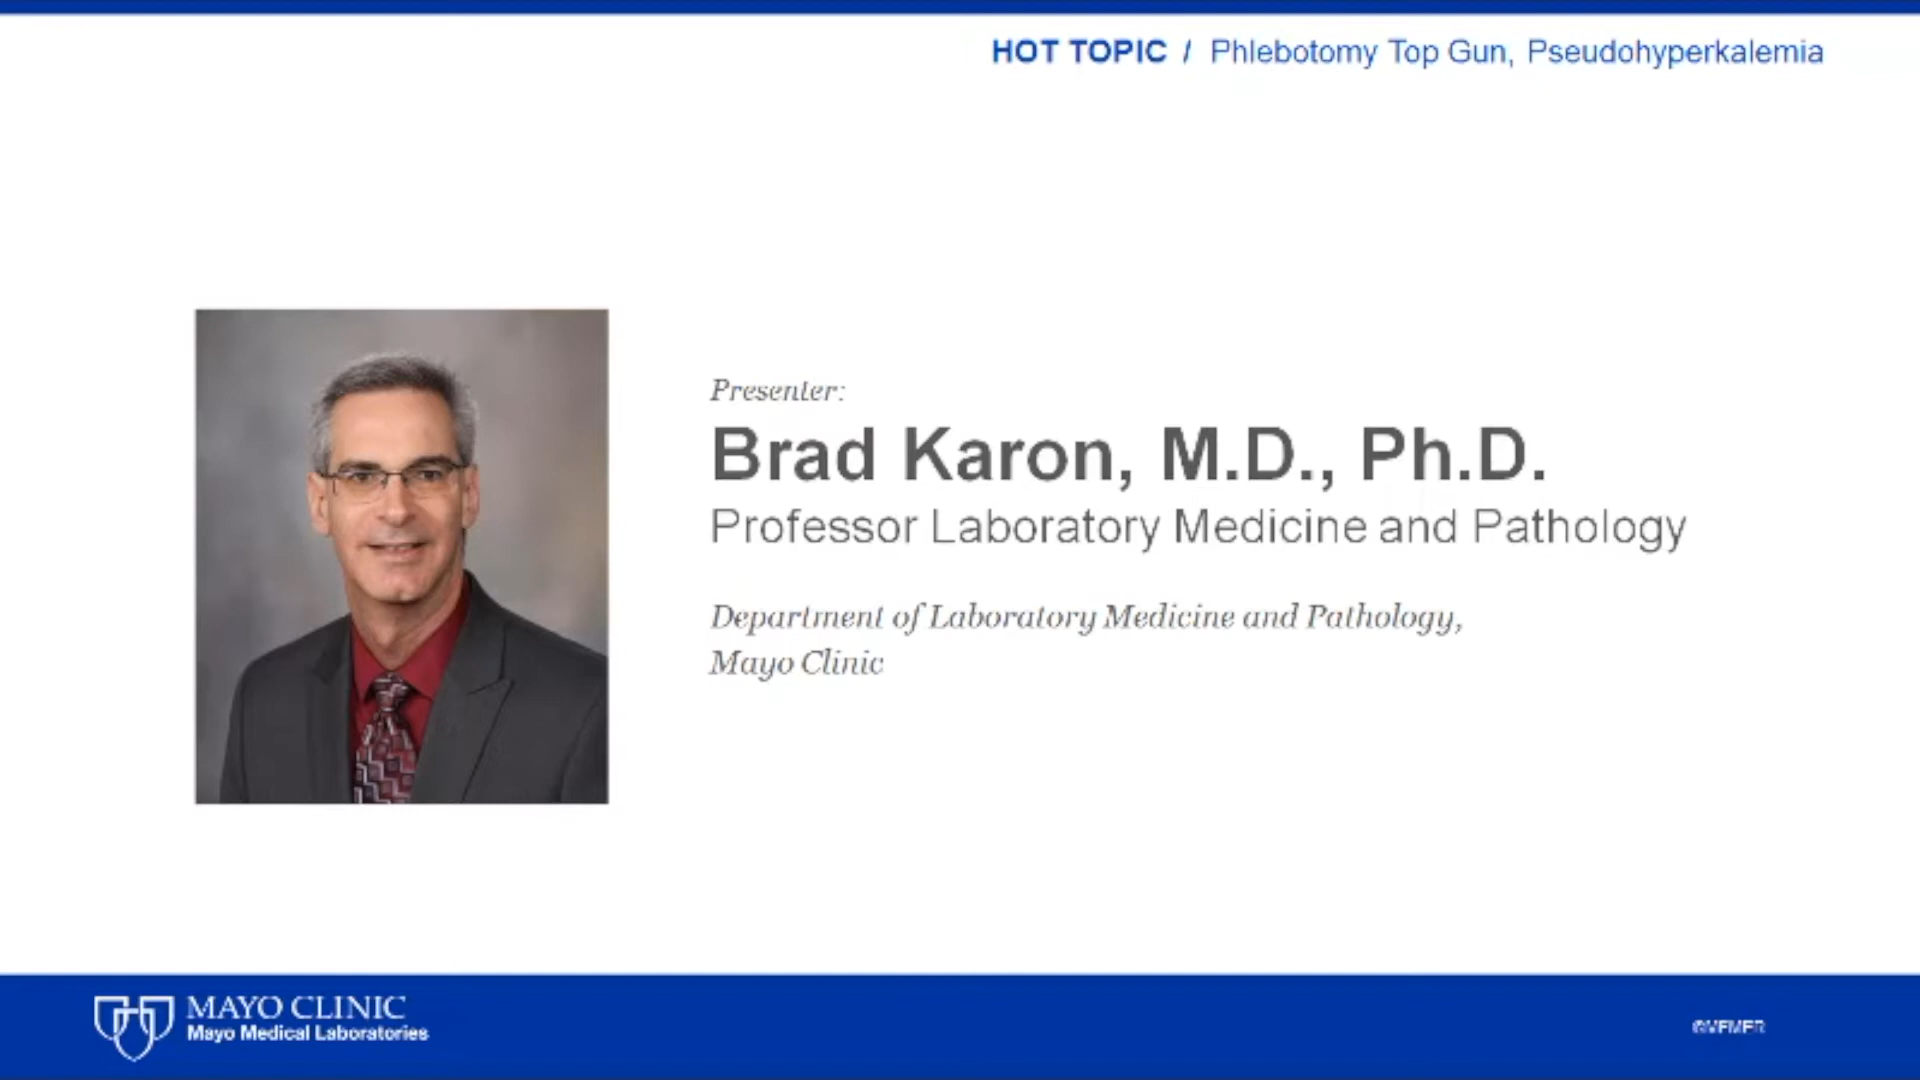 HOT TOPIC / Phlebotomy Top Gun, Pseudohyperkalemia
Presenter:
Brad Karon, M.D., Ph.D.
Professor Laboratory Medicine and Pathology
Department of Laboratory Medicine and Pathology,
Mayo Clinic
MAYO CLINIC
Mayo Medical Laboratories
©MFMER